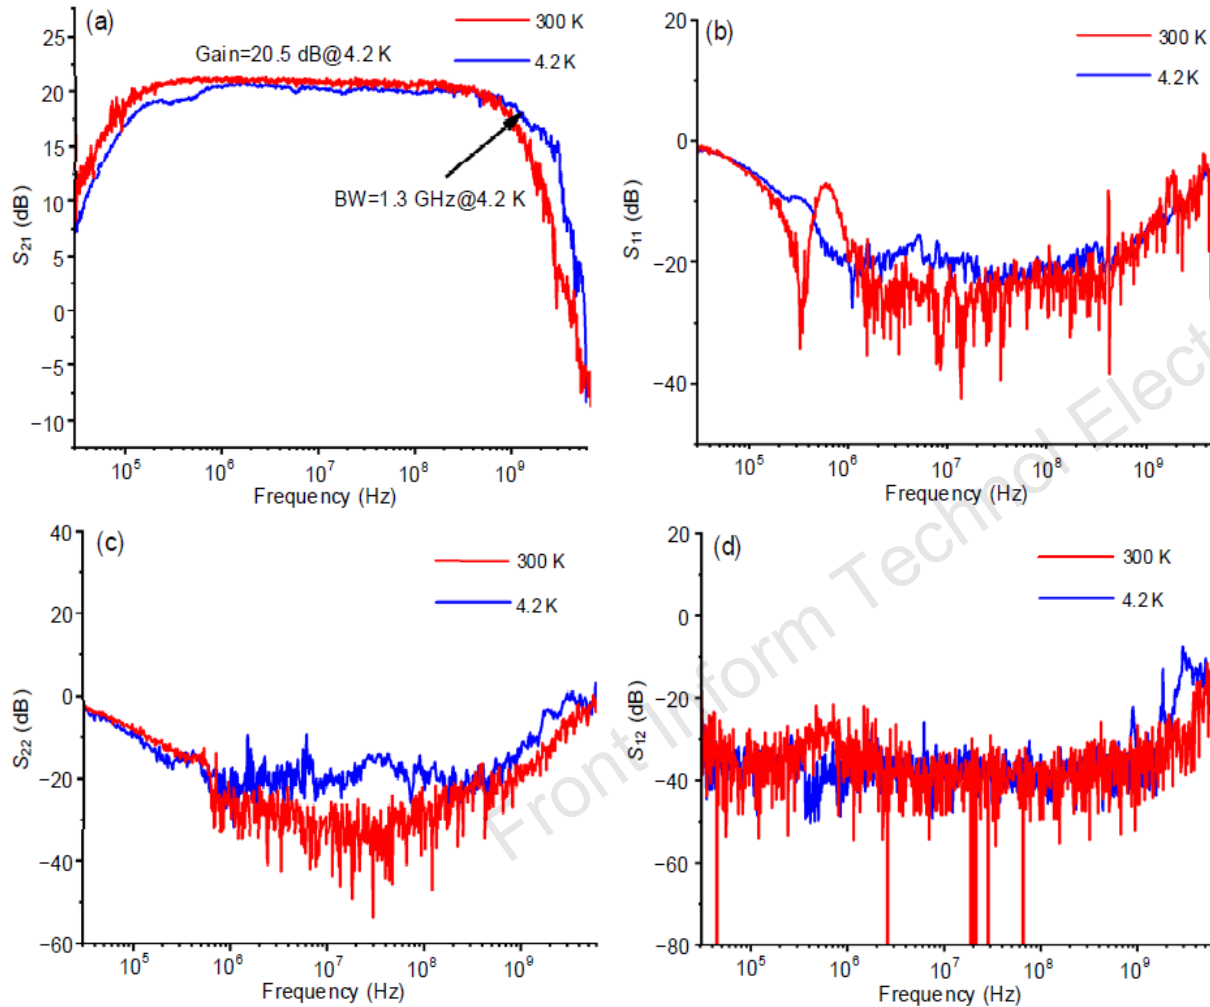 (a)
300 K
4.2 K
Gain=20.5 dB@4.2 K
BW=1.3 GHz@4.2 K
25
20
15
10
5
0
−5
−10
S21 (dB)
10^5
10^6
10^7
10^8
10^9
Frequency (Hz)
(b)
300 K
4.2 K
20
0
−20
−40
S11 (dB)
10^5
10^6
10^7
10^8
10^9
Frequency (Hz)
(c)
300 K
4.2 K
40
20
0
−20
−40
−60
S22 (dB)
10^5
10^6
10^7
10^8
10^9
Frequency (Hz)
(d)
300 K
4.2 K
20
0
−20
−40
−60
−80
S12 (dB)
10^5
10^6
10^7
10^8
10^9
Frequency (Hz)
Front Inform Technol Elect